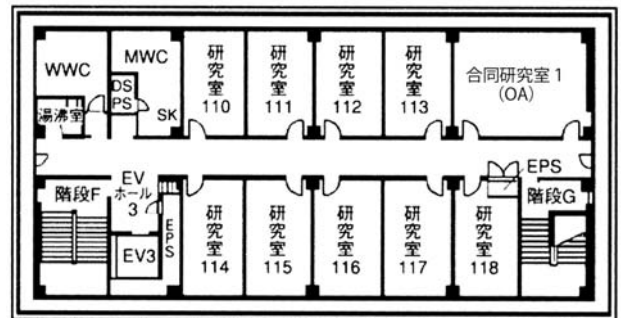 WWC
MWC
DS
PS
SK
湯沸室
研究室
110
研究室
111
研究室
112
研究室
113
合同研究室1
(OA)
EV
ホール
3
EPS
階段F
EV3
EPS
階段G
研究室
114
研究室
115
研究室
116
研究室
117
研究室
118